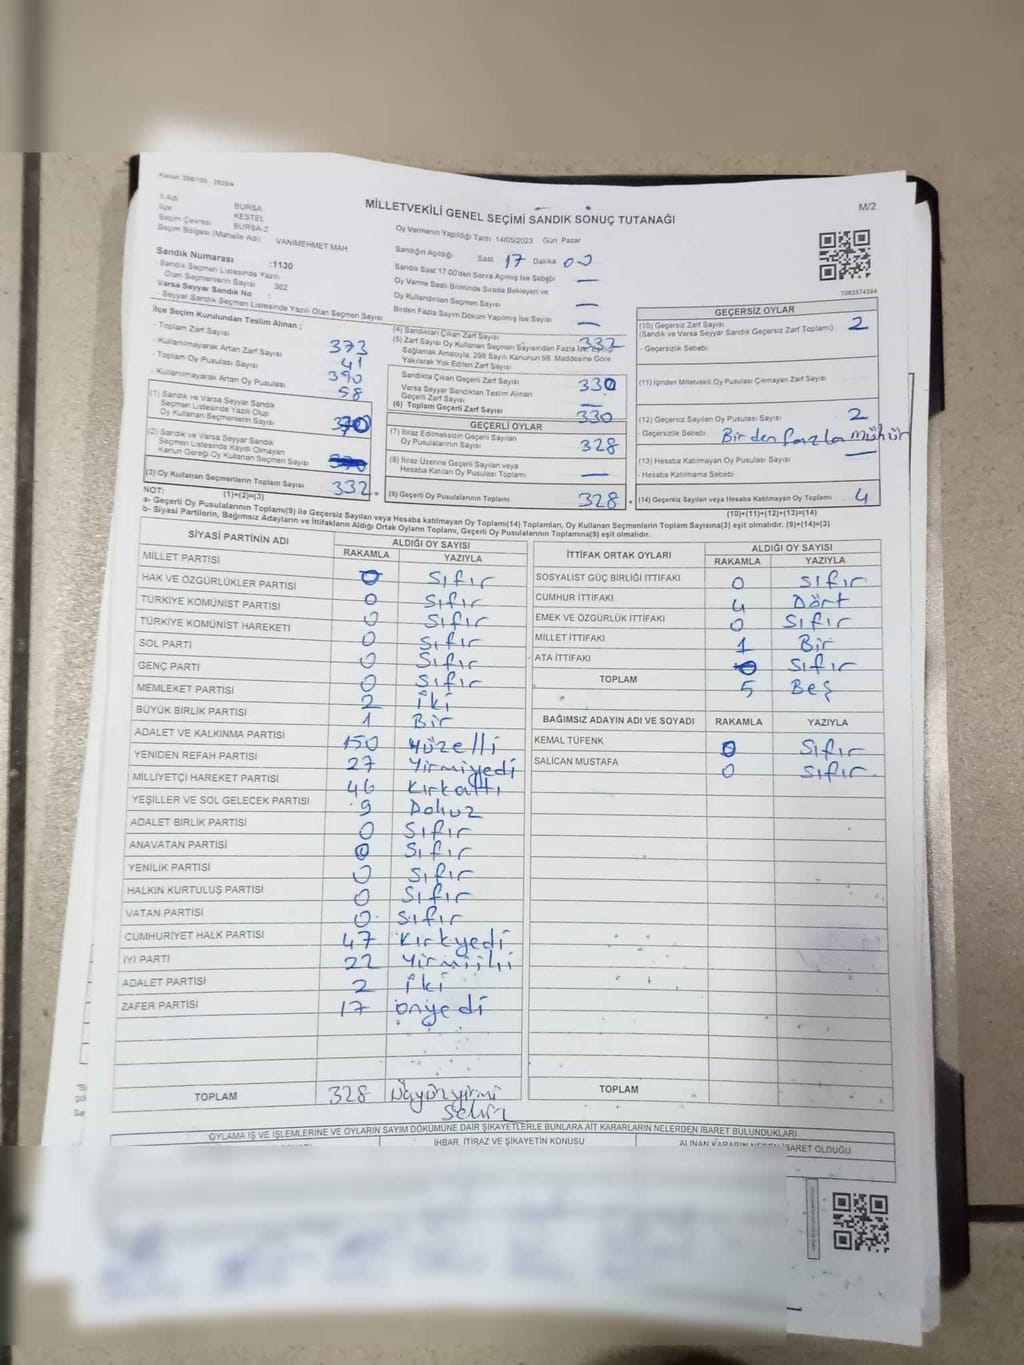 MİLLETVEKİLİ GENEL SEÇİMİ SANDIK SONUÇ TUTANAĞI
M/2
İl Adı BURSA
İlçe KESTEL
Seçim Çevresi BURSA-2
Seçim Bölgesi (Mahalle Adı) VANIMEHMET MAH
Sandık Numarası :1130
Sandık Seçmen Listesinde Yazılı
Olan Seçmenlerin Sayısı 362
Varsa Seyyar Sandık No :
- Seyyar Sandık Seçmen Listesinde Yazılı Olan Seçmen Sayısı
Oy Vermenin Yapıldığı Tarih 14/05/2023 Gün Pazar
Sandığın Açıldığı Saat 17 Dakika 00
Sandık Saat 17.00'den Sonra Açılmış İse Sebebi —
Oy Verme Saati Bitiminde Sırada Bekleyen ve
Oy Kullandırılan Seçmen Sayısı —
Birden Fazla Sayım Döküm Yapılmış İse Sayısı —
İlçe Seçim Kurulundan Teslim Alınan ;
- Toplam Zarf Sayısı 373
- Kullanılmayarak Artan Zarf Sayısı 41
- Toplam Oy Pusulası Sayısı 390
- Kullanılmayarak Artan Oy Pusulası 58
(1) Sandık ve Varsa Seyyar Sandık
Seçmen Listesinde Yazılı Olup
Oy Kullanan Seçmenlerin Sayısı
(2) Sandık ve Varsa Seyyar Sandık
Seçmen Listesinde Kayıtlı Olmayan
Kanun Gereği Oy Kullanan Seçmen Sayısı
(3) Oy Kullanan Seçmenlerin Toplam Sayısı 332
(1)+(2)=(3)
(4) Sandıktan Çıkan Zarf Sayısı 332
(5) Zarf Sayısı Oy Kullanan Seçmen Sayısından Fazla İse
Sağlamak Amacıyla, 298 Sayılı Kanunun 98. Maddesine Göre
Yakılarak Yok Edilen Zarf Sayısı
Sandıkta Çıkan Geçerli Zarf Sayısı 330
Varsa Seyyar Sandıktan Teslim Alınan
Geçerli Zarf Sayısı
(6) Toplam Geçerli Zarf Sayısı 330
GEÇERLİ OYLAR
(7) İtiraz Edilmeksizin Geçerli Sayılan
Oy Pusulalarının Sayısı 328
(8) İtiraz Üzerine Geçerli Sayılan veya
Hesaba Katılan Oy Pusulası Toplamı —
(9) Geçerli Oy Pusulalarının Toplamı 328
1083574384
GEÇERSİZ OYLAR
(10) Geçersiz Zarf Sayısı 2
(Sandık ve Varsa Seyyar Sandık Geçersiz Zarf Toplamı)
- Geçersizlik Sebebi
(11) İçinden Milletvekili Oy Pusulası Çıkmayan Zarf Sayısı
(12) Geçersiz Sayılan Oy Pusulası Sayısı 2
- Geçersizlik Sebebi Birden fazla mühür
(13) Hesaba Katılmayan Oy Pusulası Sayısı —
- Hesaba Katılmama Sebebi
(14) Geçersiz Sayılan veya Hesaba Katılmayan Oy Toplamı 4
(10)+(11)+(12)+(13)=(14)
NOT:
a- Geçerli Oy Pusulalarının Toplamı(9) ile Geçersiz Sayılan veya Hesaba katılmayan Oy Toplamı(14) Toplamları, Oy Kullanan Seçmenlerin Toplam Sayısına(3) eşit olmalıdır. (9)+(14)=(3)
b- Siyasi Partilerin, Bağımsız Adayların ve İttifakların Aldığı Ortak Oyların Toplamı, Geçerli Oy Pusulalarının Toplamına(9) eşit olmalıdır.
SİYASİ PARTİNİN ADI ALDIĞI OY SAYISI
RAKAMLA YAZIYLA
MİLLET PARTİSİ 0 Sıfır
HAK VE ÖZGÜRLÜKLER PARTİSİ 0 Sıfır
TÜRKİYE KOMÜNİST PARTİSİ 0 Sıfır
TÜRKİYE KOMÜNİST HAREKETİ 0 Sıfır
SOL PARTİ 0 Sıfır
GENÇ PARTİ 0 Sıfır
MEMLEKET PARTİSİ 2 İki
BÜYÜK BİRLİK PARTİSİ 1 Bir
ADALET VE KALKINMA PARTİSİ 150 Yüzelli
YENİDEN REFAH PARTİSİ 27 Yirmiyedi
MİLLİYETÇİ HAREKET PARTİSİ 46 Kırkaltı
YEŞİLLER VE SOL GELECEK PARTİSİ 9 Dokuz
ADALET BİRLİK PARTİSİ 0 Sıfır
ANAVATAN PARTİSİ 0 Sıfır
YENİLİK PARTİSİ 0 Sıfır
HALKIN KURTULUŞ PARTİSİ 0 Sıfır
VATAN PARTİSİ 0 Sıfır
CUMHURİYET HALK PARTİSİ 47 Kırkyedi
İYİ PARTİ 22 Yirmiiki
ADALET PARTİSİ 2 İki
ZAFER PARTİSİ 17 Onyedi
TOPLAM 328 Üçyüzyirmi
Sekiz
İTTİFAK ORTAK OYLARI ALDIĞI OY SAYISI
RAKAMLA YAZIYLA
SOSYALİST GÜÇ BİRLİĞİ İTTİFAKI 0 Sıfır
CUMHUR İTTİFAKI 4 Dört
EMEK VE ÖZGÜRLÜK İTTİFAKI 0 Sıfır
MİLLET İTTİFAKI 1 Bir
ATA İTTİFAKI 0 Sıfır
TOPLAM 5 Beş
BAĞIMSIZ ADAYIN ADI VE SOYADI RAKAMLA YAZIYLA
KEMAL TÜFENK 0 Sıfır
SALİCAN MUSTAFA 0 Sıfır
TOPLAM
OYLAMA İŞ VE İŞLEMLERİNE VE OYLARIN SAYIM DÖKÜMÜNE DAİR ŞİKAYETLERLE BUNLARA AİT KARARLARIN NELERDEN İBARET BULUNDUKLARI
İHBAR, İTİRAZ VE ŞİKAYETİN KONUSU
ALINAN KARARIN NEDEN İBARET OLDUĞU